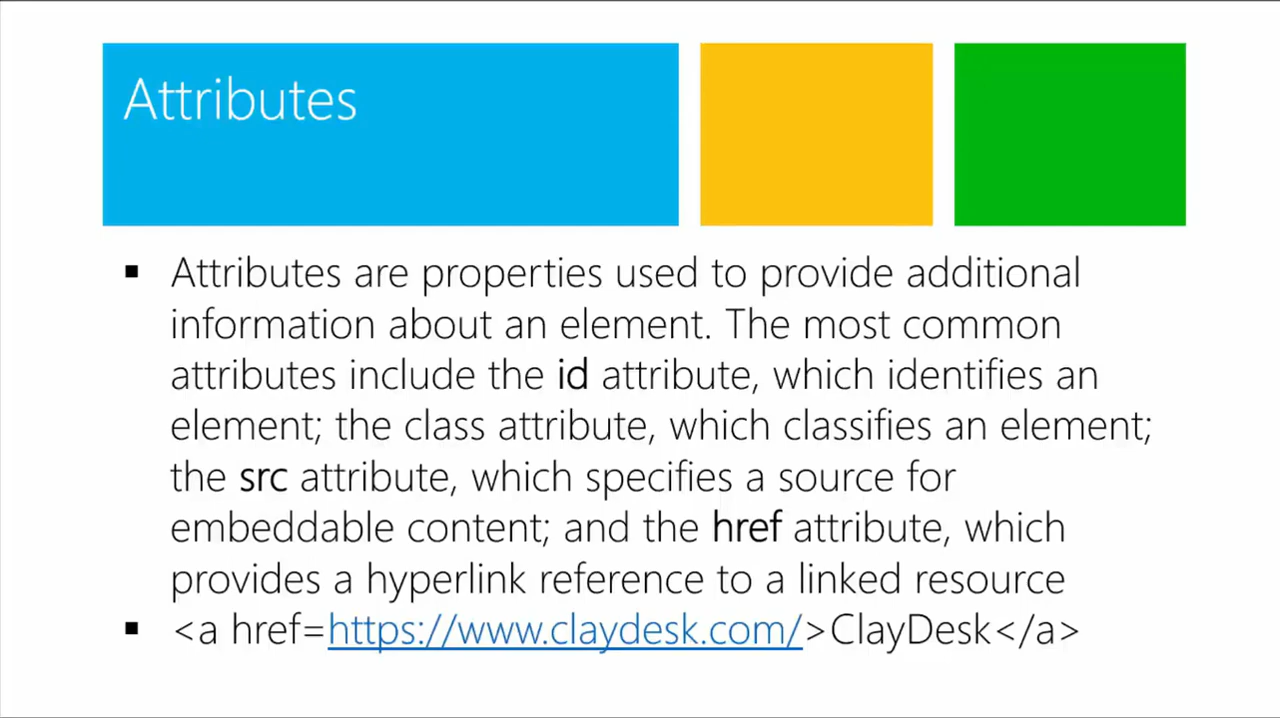 Attributes
▪ Attributes are properties used to provide additional
information about an element. The most common
attributes include the id attribute, which identifies an
element; the class attribute, which classifies an element;
the src attribute, which specifies a source for
embeddable content; and the href attribute, which
provides a hyperlink reference to a linked resource
▪ <a href=https://www.claydesk.com/>ClayDesk</a>